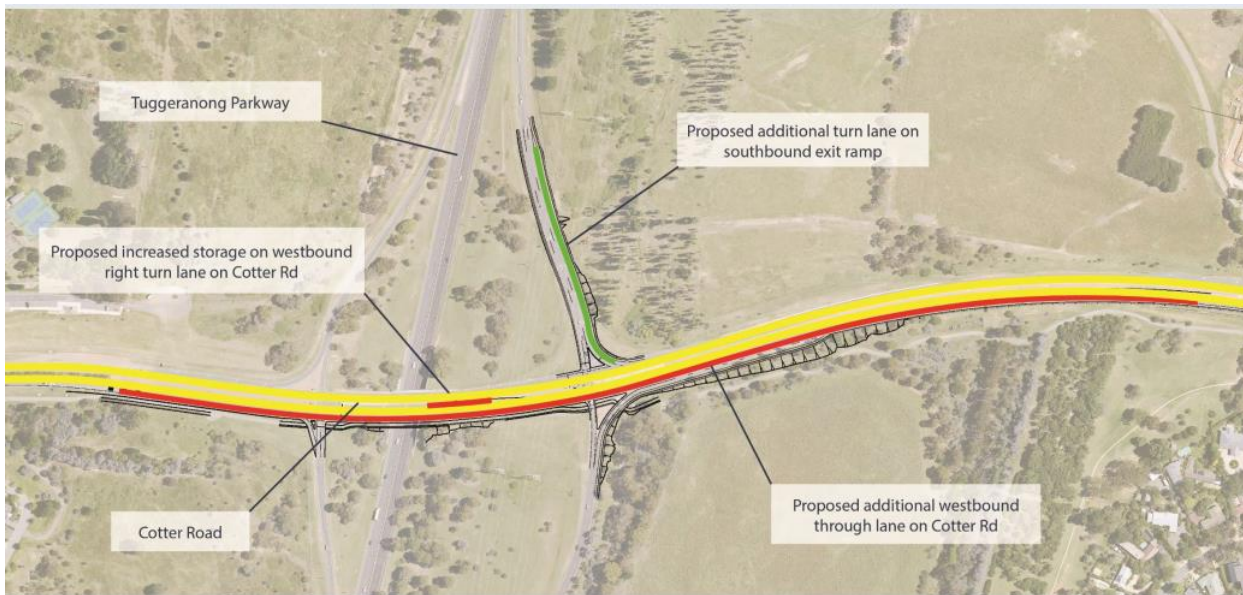 Tuggeranong Parkway
Proposed additional turn lane on
southbound exit ramp
Proposed increased storage on westbound
right turn lane on Cotter Rd
Cotter Road
Proposed additional westbound
through lane on Cotter Rd